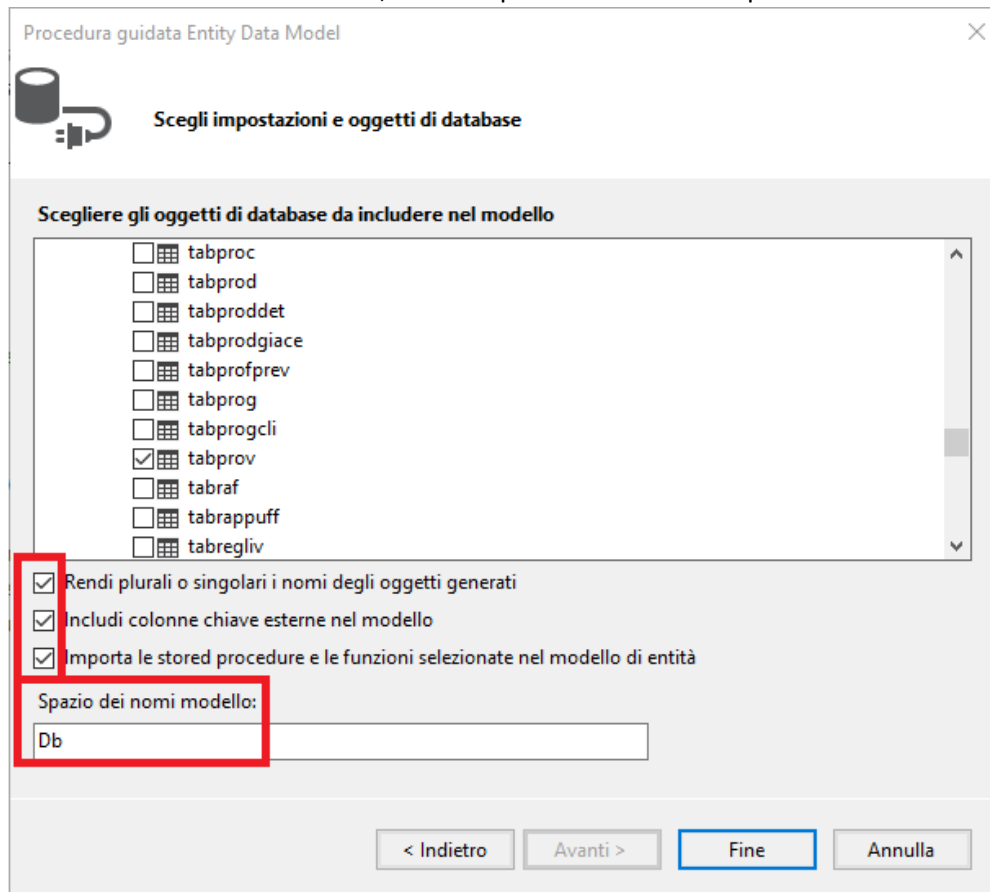 Procedura guidata Entity Data Model
Scegli impostazioni e oggetti di database
Scegliere gli oggetti di database da includere nel modello
tabproc
tabprod
tabproddet
tabprodgiace
tabprofprev
tabprog
tabprogcli
tabprov
tabraf
tabrappuff
tabregliv
Rendi plurali o singolari i nomi degli oggetti generati
Includi colonne chiave esterne nel modello
Importa le stored procedure e le funzioni selezionate nel modello di entità
Spazio dei nomi modello:
Db
< Indietro Avanti > Fine Annulla